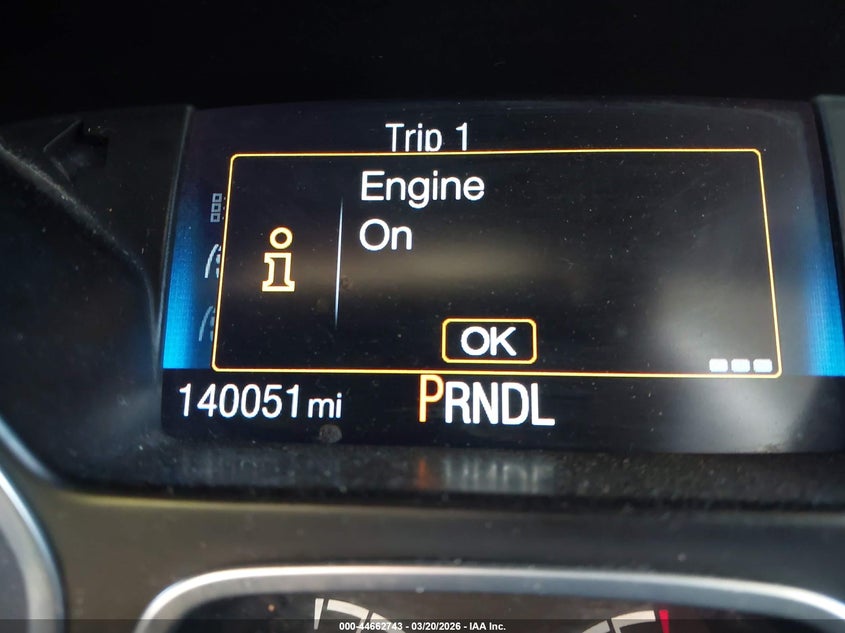 Trip 1
Engine
On
OK
140051 mi PRNDL
000-44662743 - 03/20/2026 - IAA Inc.